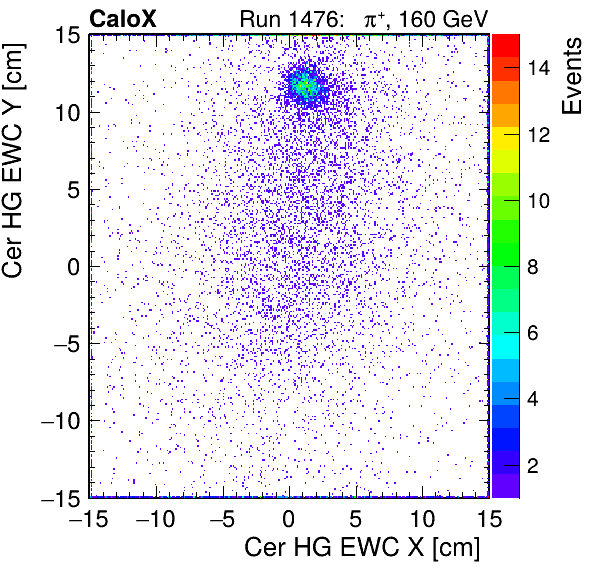 CaloX Run 1476: π⁺, 160 GeV
Cer HG EWC Y [cm]
15
10
5
0
−5
−10
−15
−15 −10 −5 0 5 10 15
Cer HG EWC X [cm]
Events
14
12
10
8
6
4
2